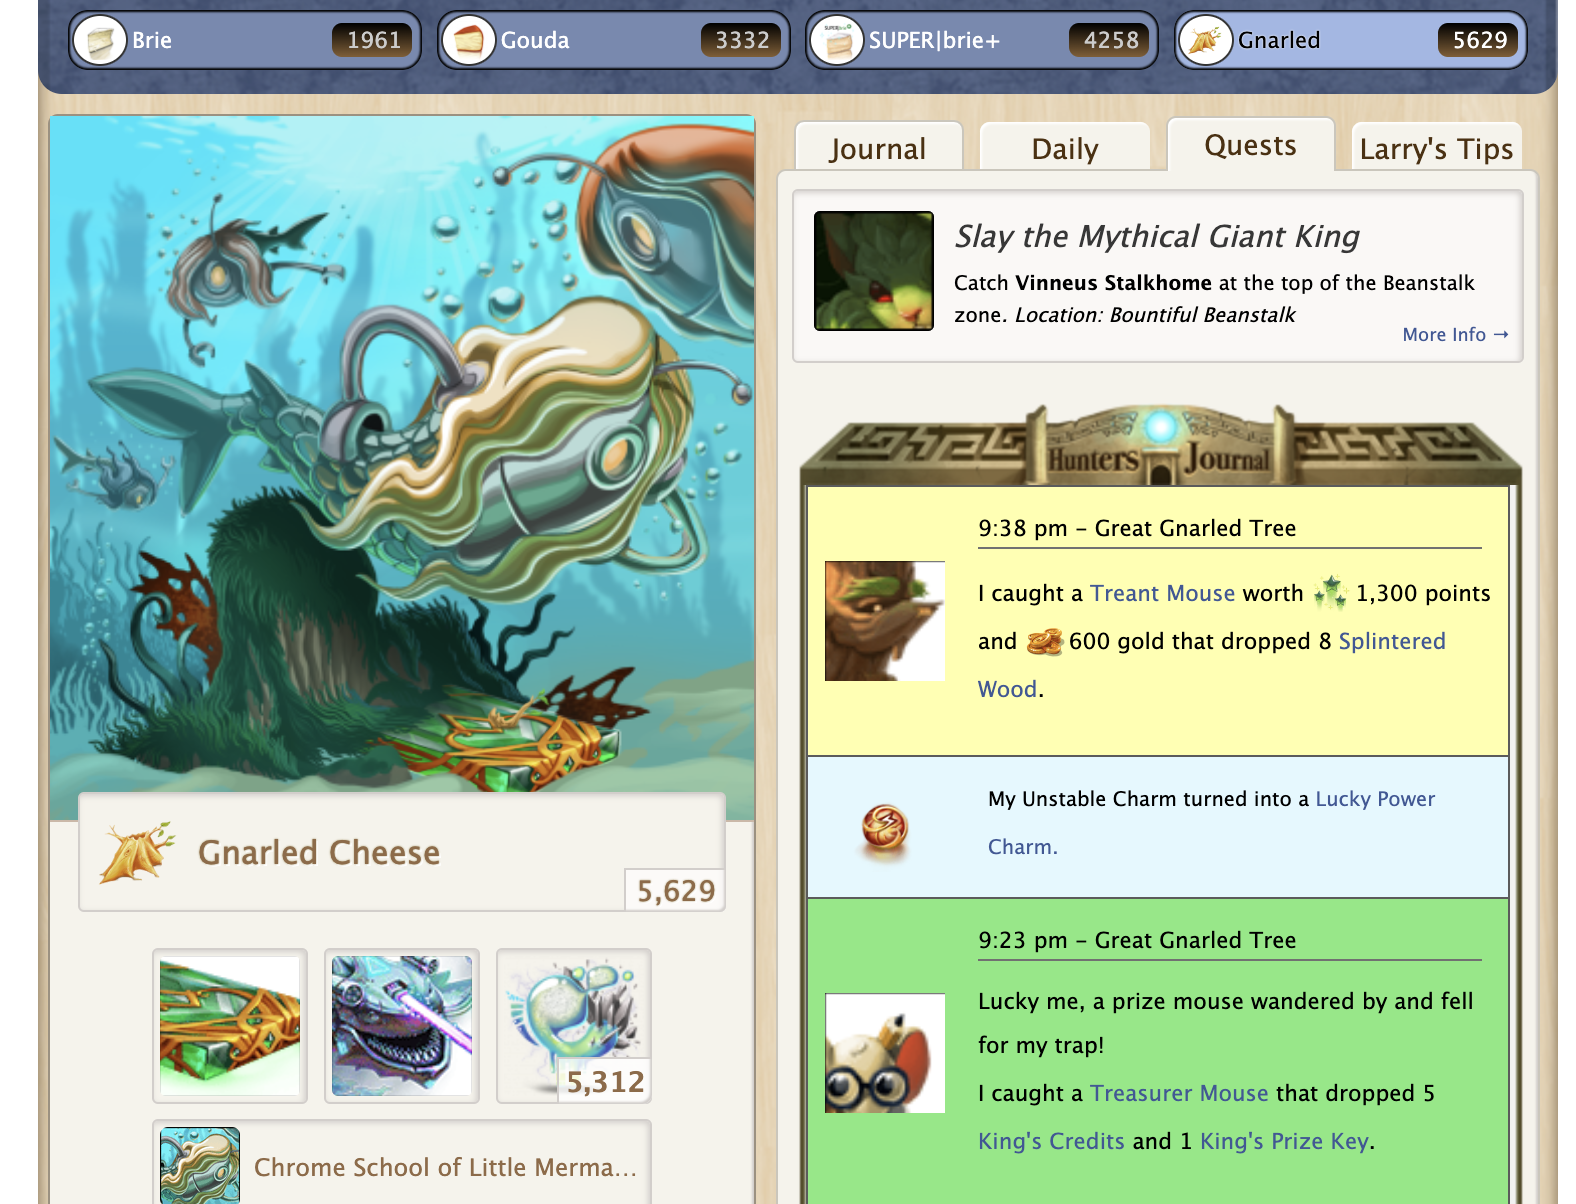 Brie 1961 Gouda 3332 SUPER|brie+ 4258 Gnarled 5629
Journal Daily Quests Larry's Tips
Slay the Mythical Giant King
Catch Vinneus Stalkhome at the top of the Beanstalk
zone. Location: Bountiful Beanstalk
More Info →
Hunters Journal
9:38 pm – Great Gnarled Tree
I caught a Treant Mouse worth 1,300 points
and 600 gold that dropped 8 Splintered
Wood.
My Unstable Charm turned into a Lucky Power
Charm.
9:23 pm – Great Gnarled Tree
Lucky me, a prize mouse wandered by and fell
for my trap!
I caught a Treasurer Mouse that dropped 5
King's Credits and 1 King's Prize Key.
Gnarled Cheese
5,629
5,312
Chrome School of Little Merma...